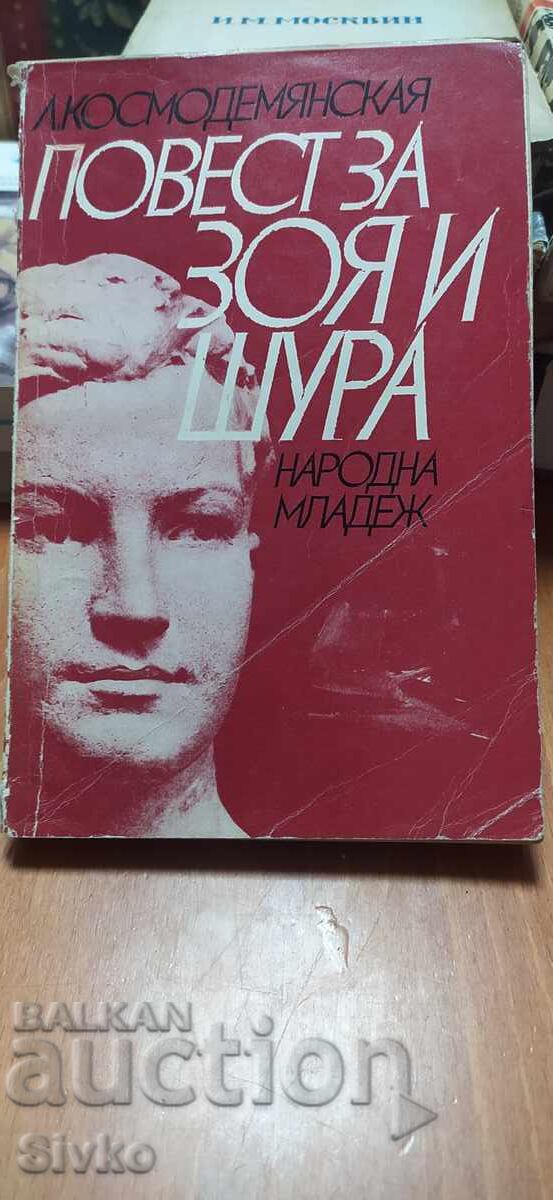 И.М.МОСКВИН
Л.КОСМОДЕМЯНСКАЯ
ПОВЕСТ ЗА
ЗОЯ И
ШУРА
НАРОДНА
МЛАДЕЖ
BALKAN
auction
Sivko